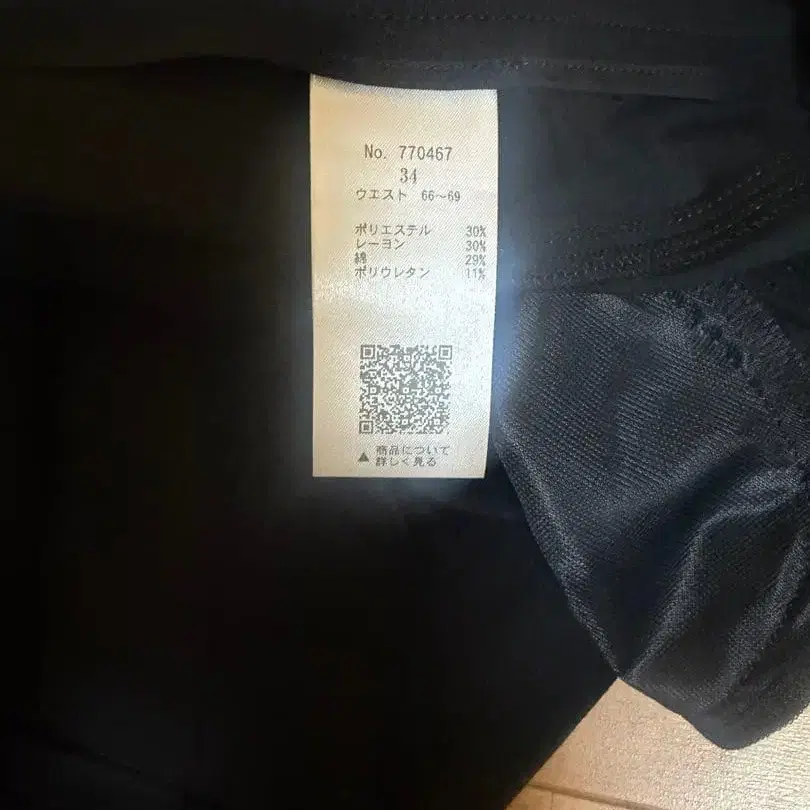 No. 770467
34
ウエスト 66～69
ポリエステル 30%
レーヨン 30%
綿 29%
ポリウレタン 11%
▲ 商品について
詳しく見る